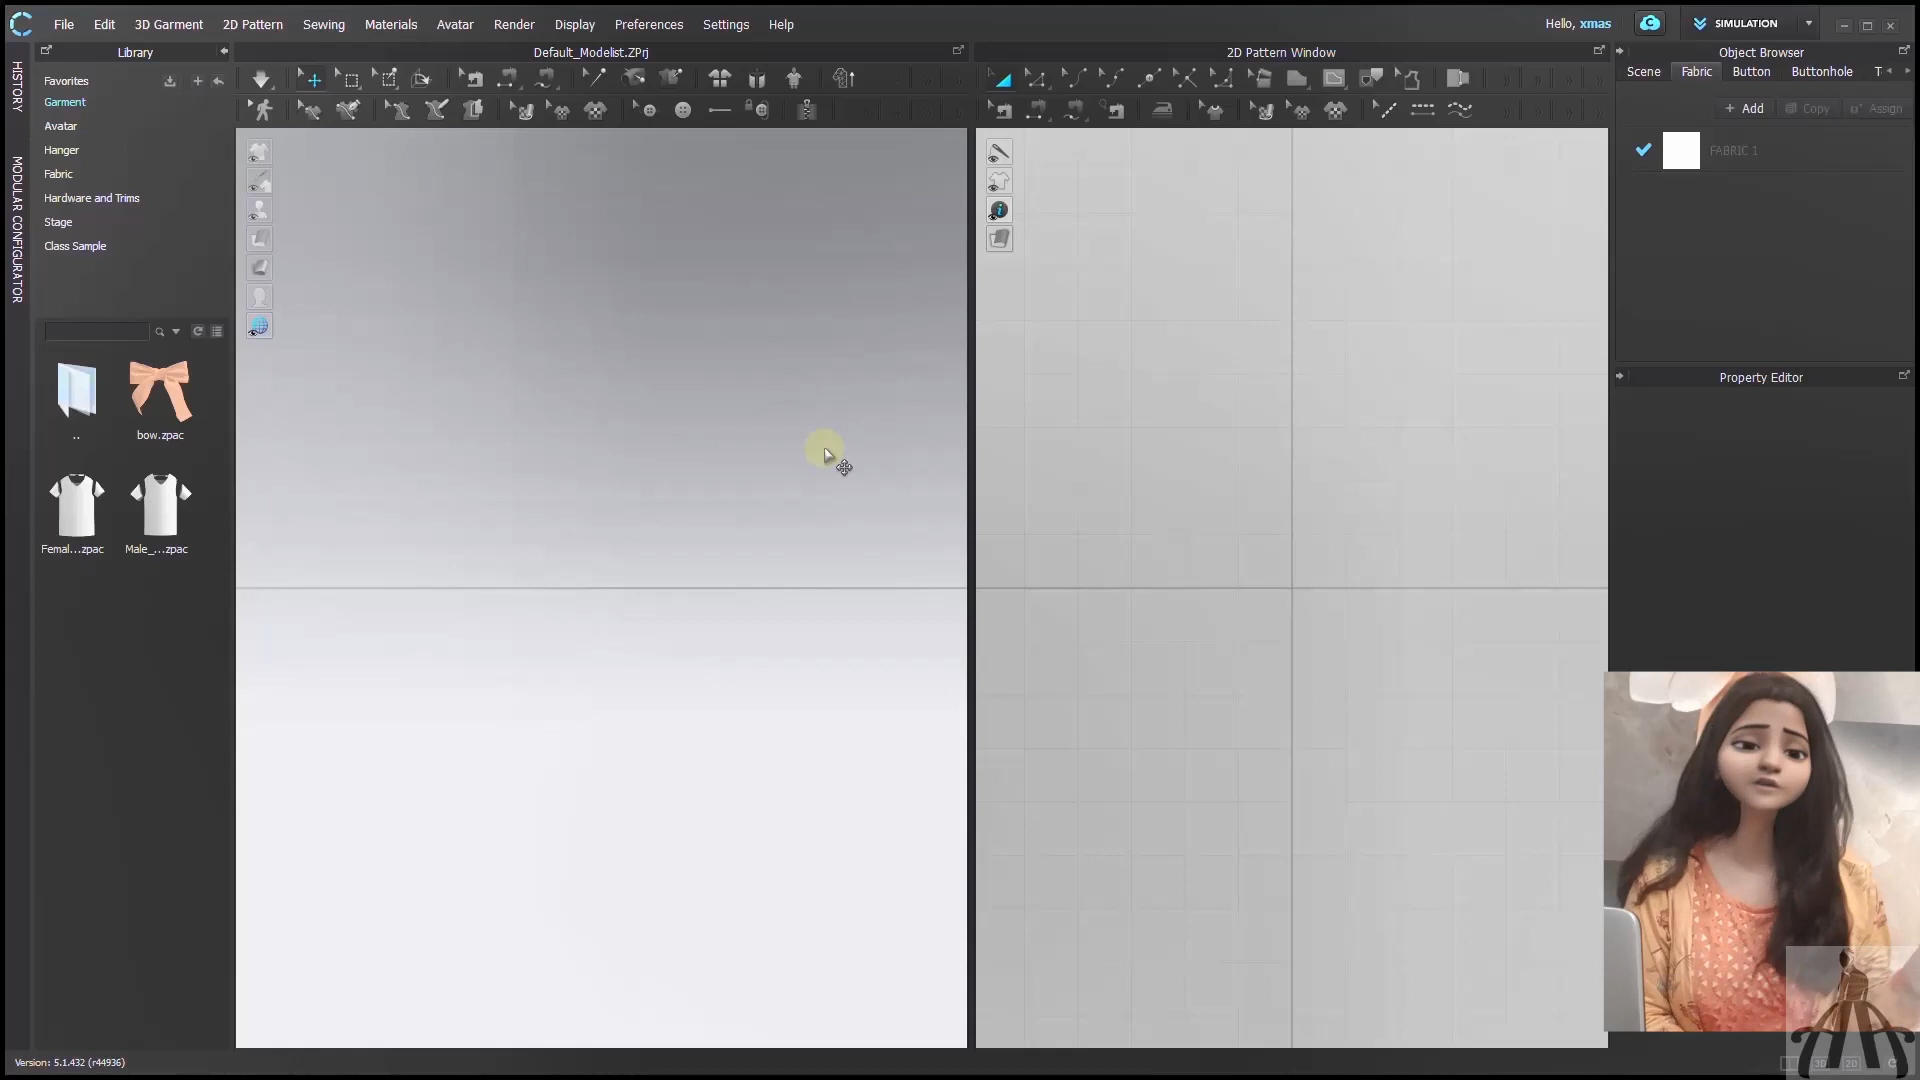 File Edit 3D Garment 2D Pattern Sewing Materials Avatar Render Display Preferences Settings Help
Hello, xmas
SIMULATION
Library
Default_Modelist.ZPrj
2D Pattern Window
Object Browser
HISTORY
MODULAR CONFIGURATOR
Favorites
Garment
Avatar
Hanger
Fabric
Hardware and Trims
Stage
Class Sample
..
bow.zpac
Femal...zpac
Male_...zpac
Scene Fabric Button Buttonhole T
+ Add Copy Assign
FABRIC 1
Property Editor
Version: 5.1.432 (r44936)
3D 2D